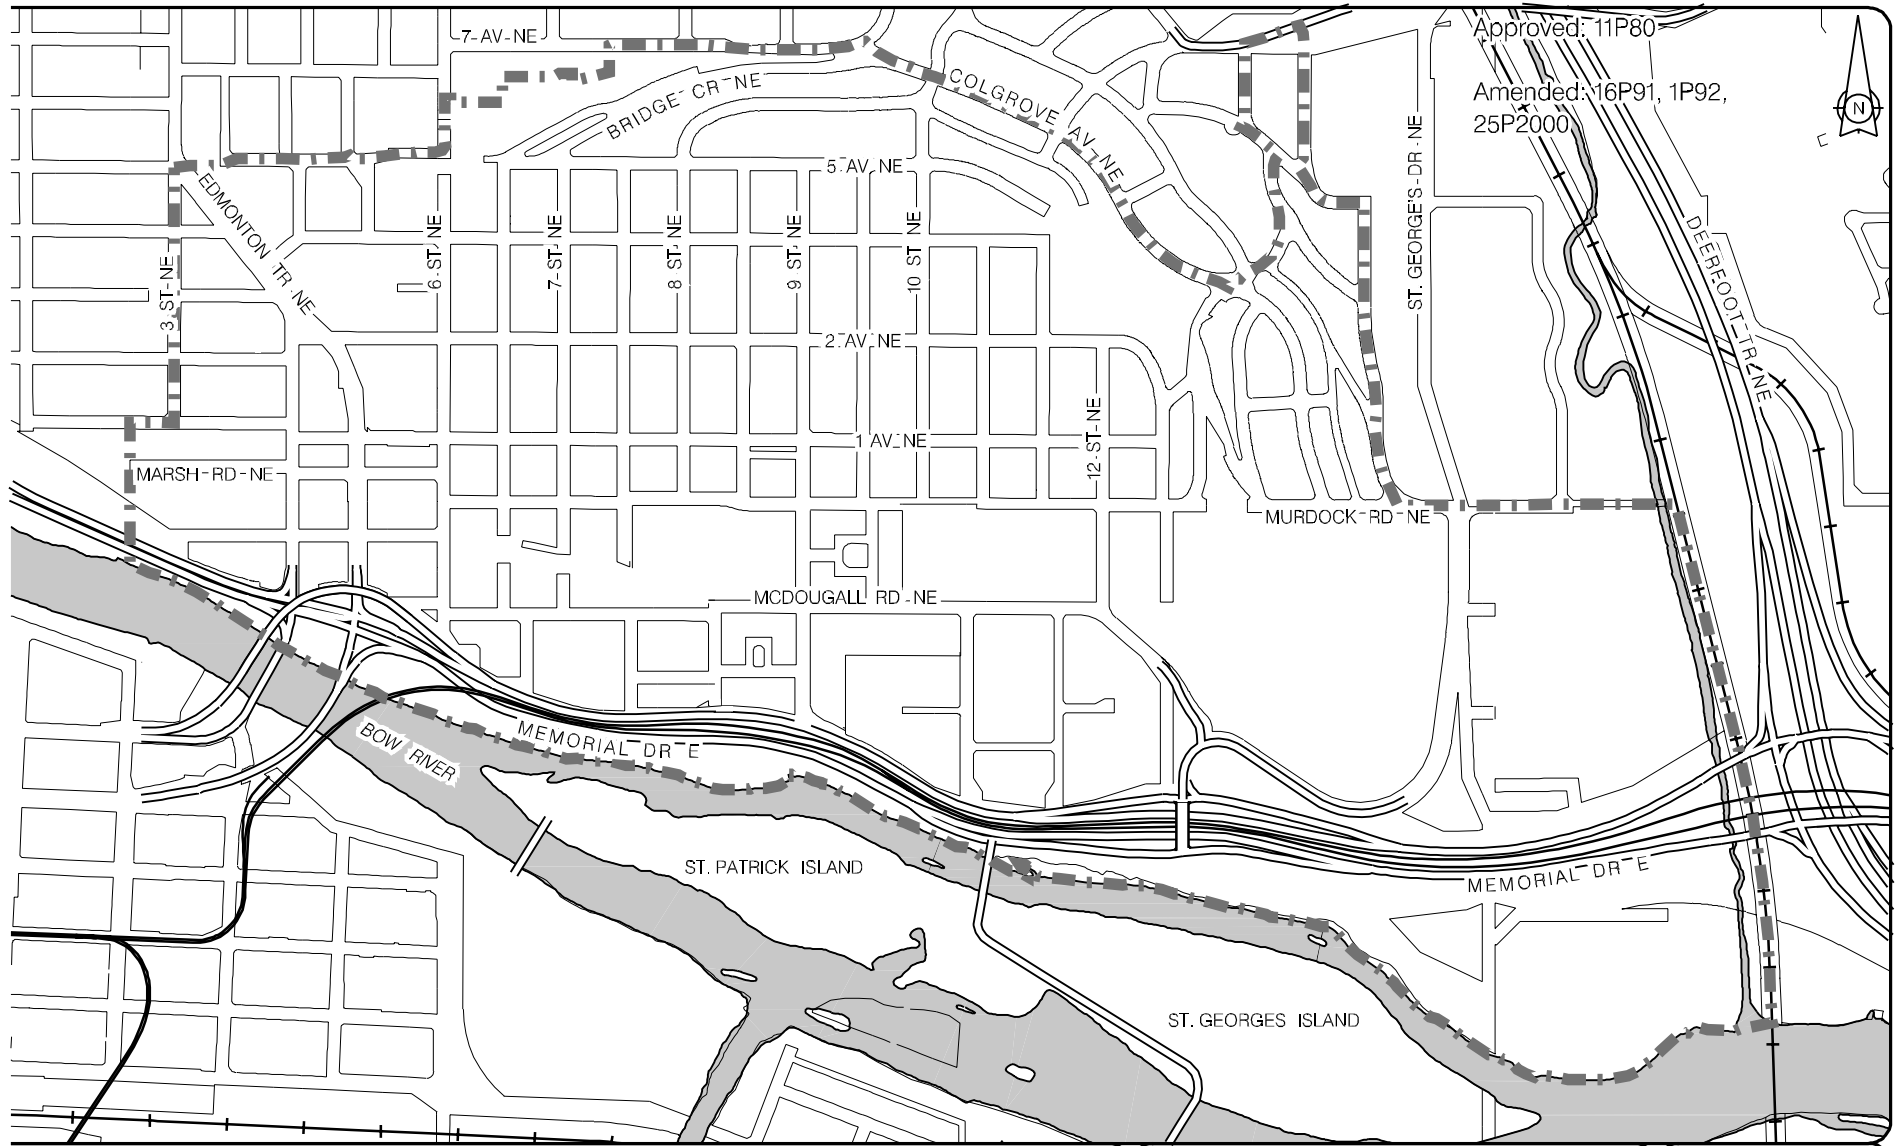 Approved: 11P80
Amended: 16P91, 1P92,
25P2000
N
7 AV NE
BRIDGE CR NE
COLGROVE AV NE
5 AV NE
EDMONTON TR NE
3 ST NE
6 ST NE
7 ST NE
8 ST NE
9 ST NE
10 ST NE
ST. GEORGE'S DR NE
DEERFOOT TR NE
2 AV NE
12 ST NE
1 AV NE
MARSH RD NE
MURDOCK RD NE
MCDOUGALL RD NE
MEMORIAL DR E
BOW RIVER
ST. PATRICK ISLAND
MEMORIAL DR E
ST. GEORGES ISLAND